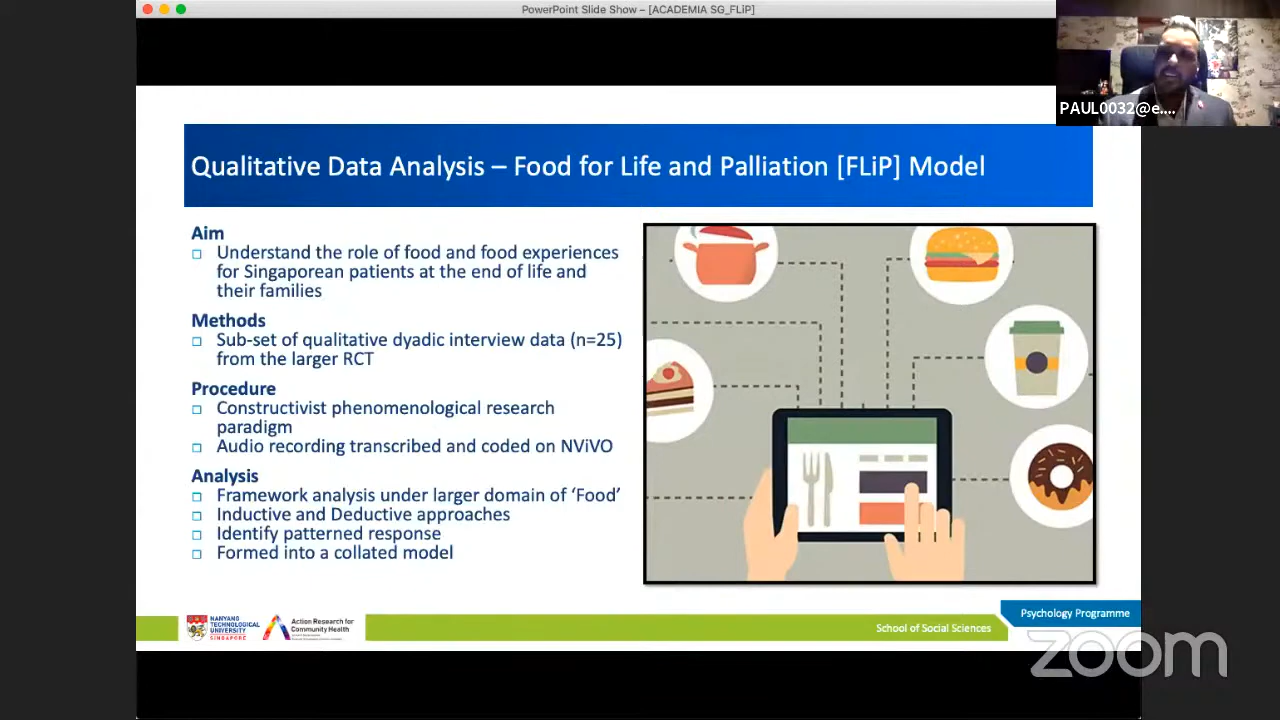 PowerPoint Slide Show – [ACADEMIA SG_FLiP]
PAUL0032@e....
Qualitative Data Analysis – Food for Life and Palliation [FLiP] Model
Aim
Understand the role of food and food experiences
for Singaporean patients at the end of life and
their families
Methods
Sub-set of qualitative dyadic interview data (n=25)
from the larger RCT
Procedure
Constructivist phenomenological research
paradigm
Audio recording transcribed and coded on NViVO
Analysis
Framework analysis under larger domain of ‘Food’
Inductive and Deductive approaches
Identify patterned response
Formed into a collated model
NANYANG
TECHNOLOGICAL
UNIVERSITY
SINGAPORE
Action Research for
Community Health
School of Social Sciences
Psychology Programme
zoom